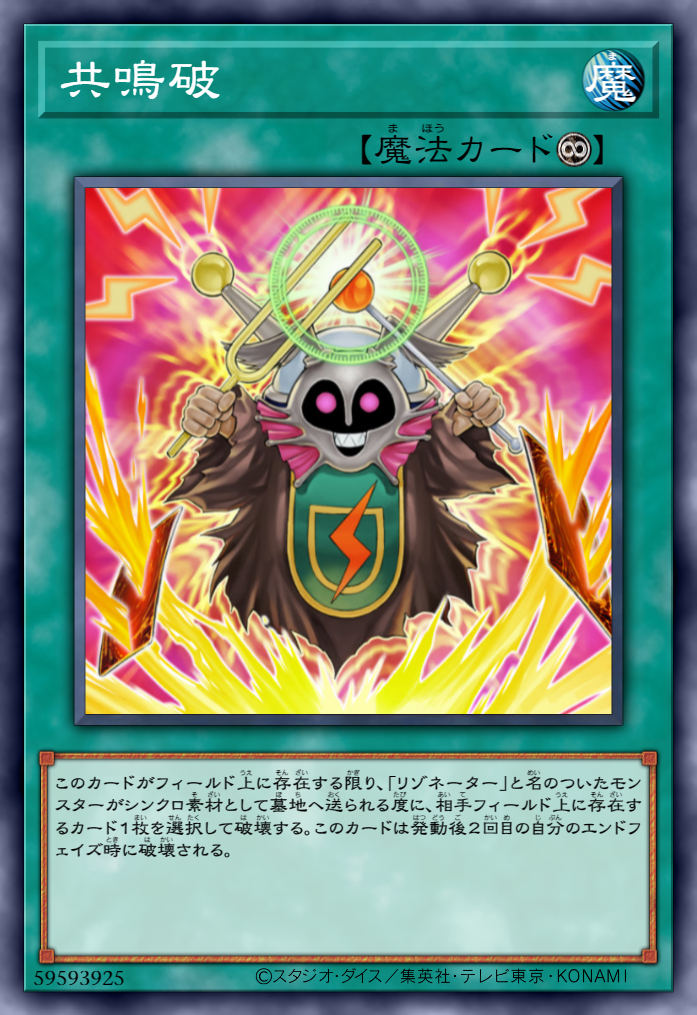 共鳴破
魔
【魔法カード∞】
このカードがフィールド上に存在する限り、「リゾネーター」と名のついたモン
スターがシンクロ素材として墓地へ送られる度に、相手フィールド上に存在す
るカード1枚を選択して破壊する。このカードは発動後2回目の自分のエンドフ
ェイズ時に破壊される。
59593925 ©スタジオ・ダイス/集英社・テレビ東京・KONAMI